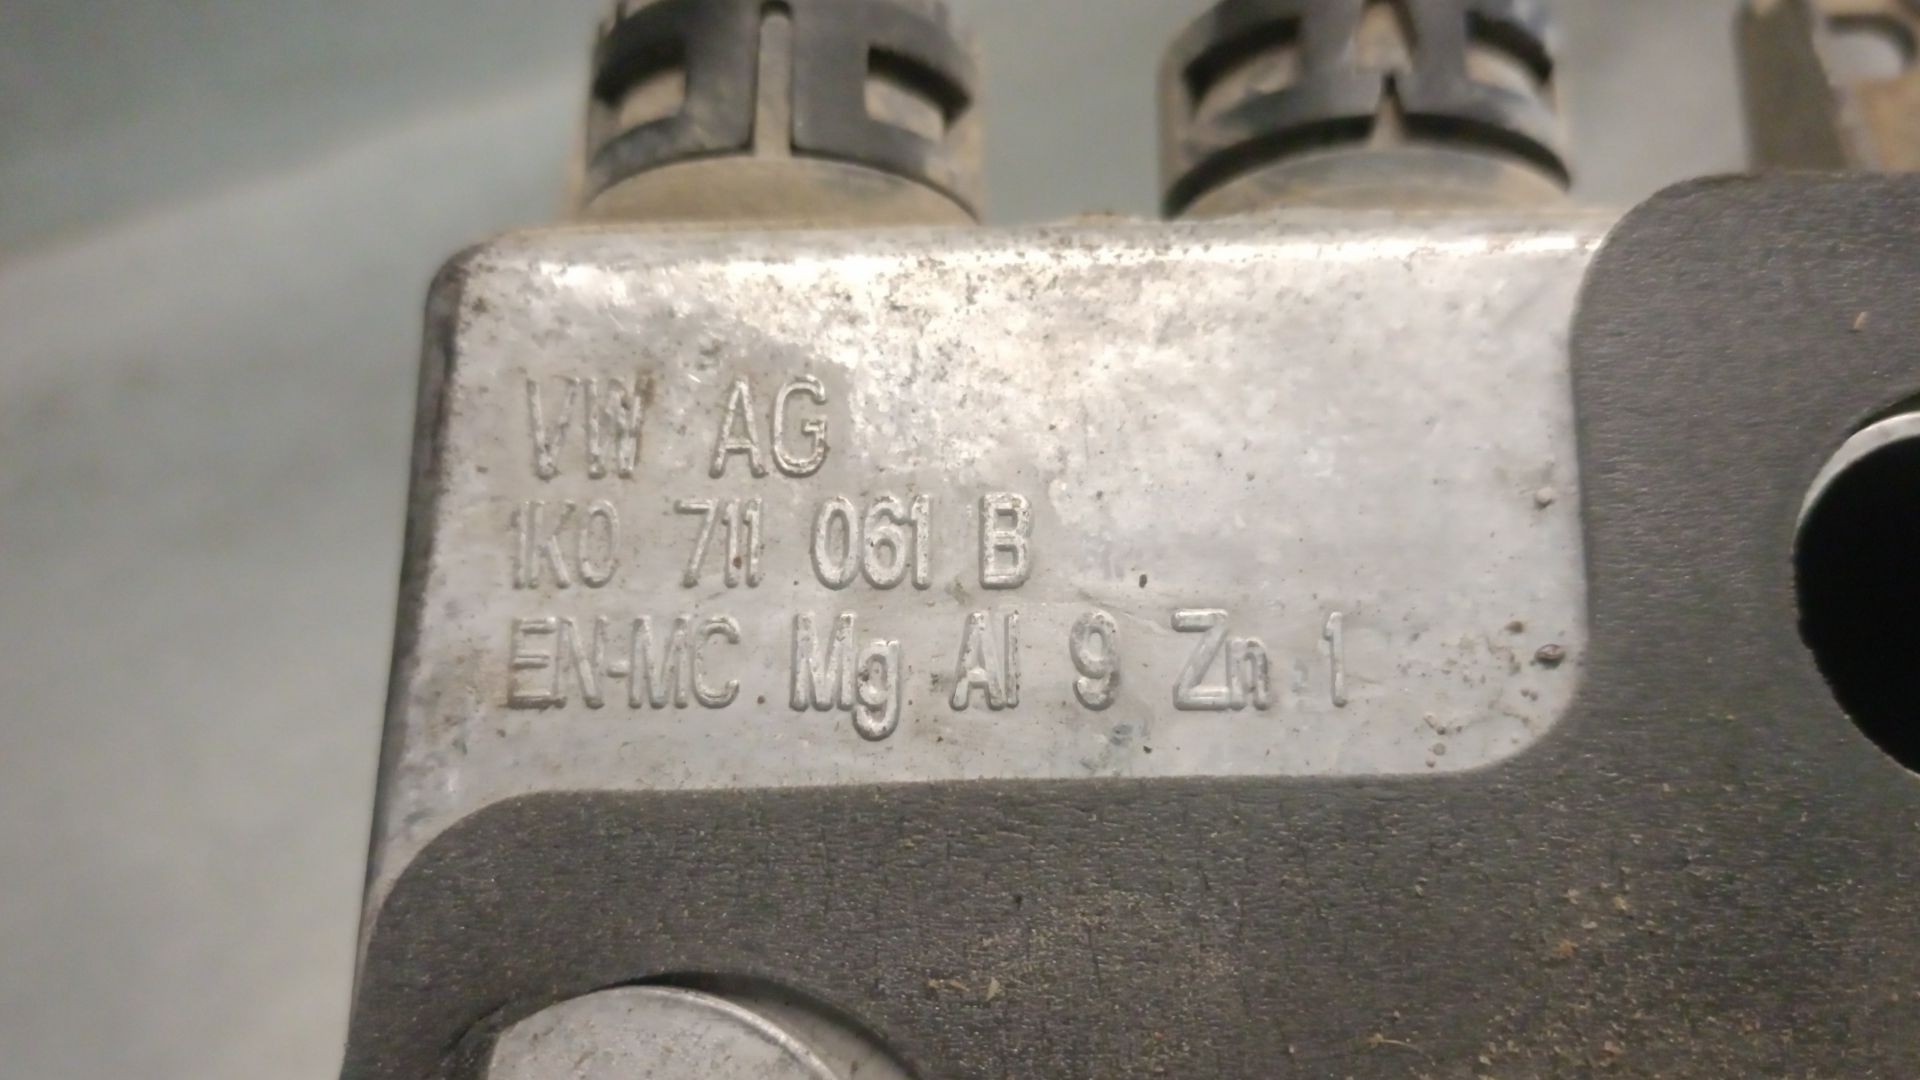 VW AG
1K0 711 061 B
EN-MC Mg Al 9 Zn 1